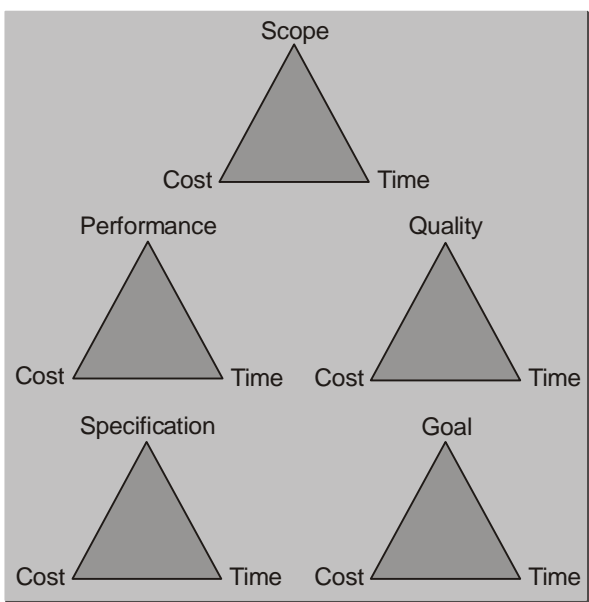 Scope
Cost Time
Performance Quality
Cost Time Cost Time
Specification Goal
Cost Time Cost Time